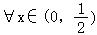 ∀x∈(0, 1/2)